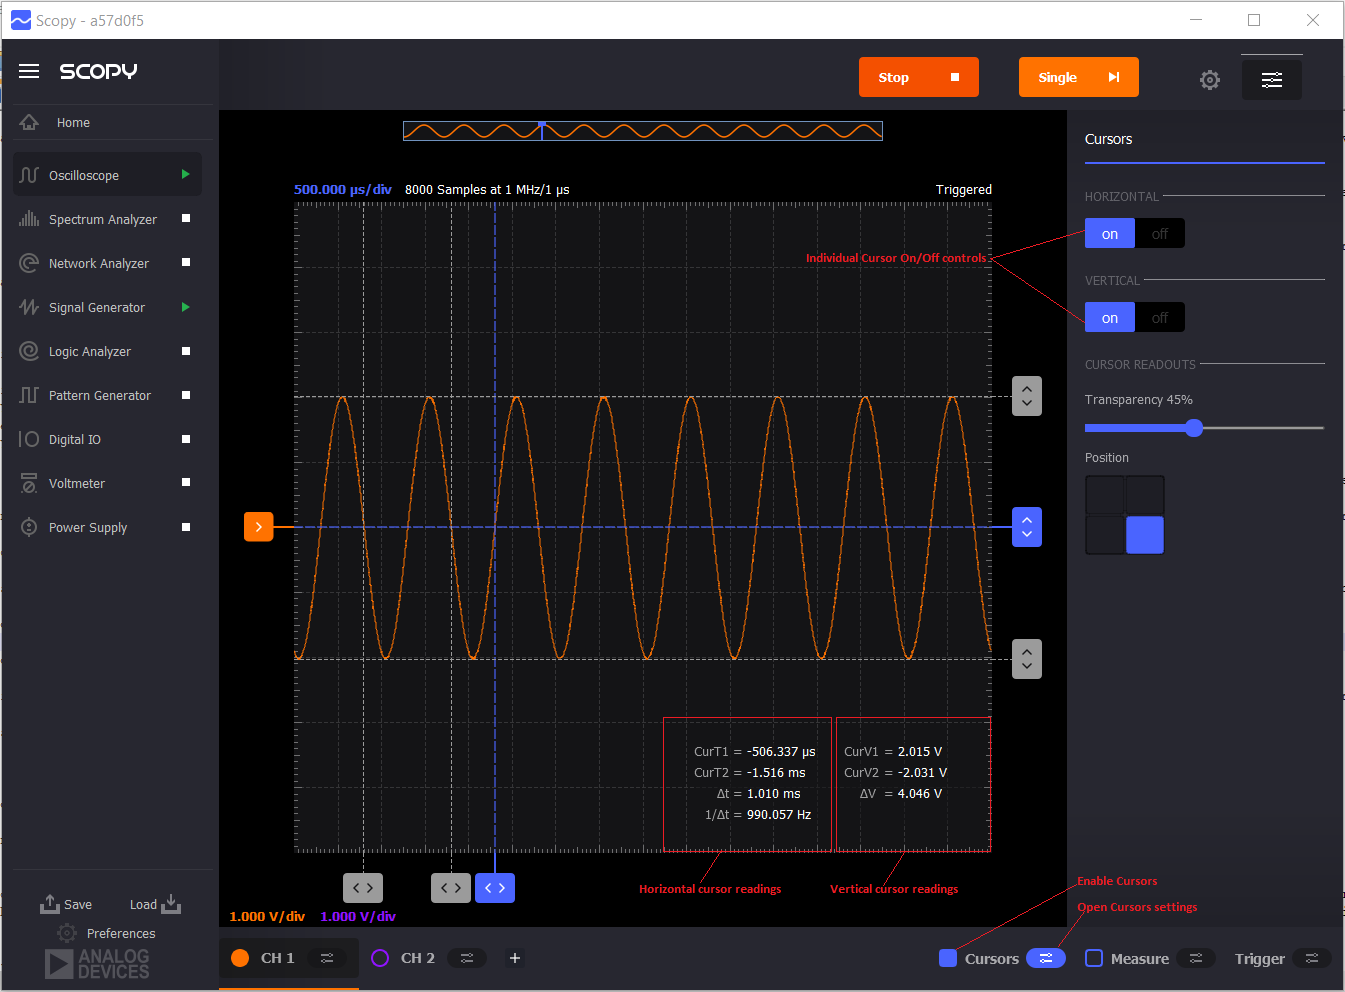 Scopy - a57d0f5
SCOPY
Stop
Single
Home
Oscilloscope
Spectrum Analyzer
Network Analyzer
Signal Generator
Logic Analyzer
Pattern Generator
Digital IO
Voltmeter
Power Supply
Save
Load
Preferences
ANALOG
DEVICES
500.000 µs/div 8000 Samples at 1 MHz/1 µs
Triggered
Individual Cursor On/Off controls
CurT1 = -506.337 µs
CurT2 = -1.516 ms
Δt = 1.010 ms
1/Δt = 990.057 Hz
CurV1 = 2.015 V
CurV2 = -2.031 V
ΔV = 4.046 V
Horizontal cursor readings
Vertical cursor readings
1.000 V/div 1.000 V/div
Cursors
HORIZONTAL
on off
VERTICAL
on off
CURSOR READOUTS
Transparency 45%
Position
Enable Cursors
Open Cursors settings
CH 1
CH 2
+
Cursors
Measure
Trigger